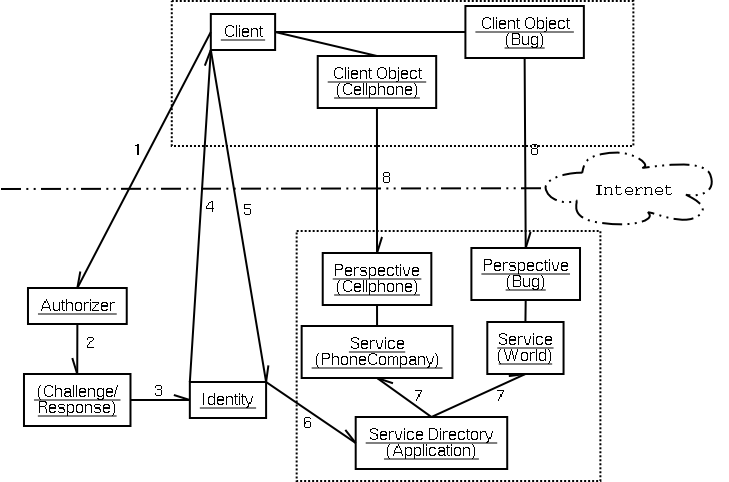 Client
Client Object
(Bug)
Client Object
(Cellphone)
1
8
8
Internet
4
5
Perspective
(Cellphone)
Perspective
(Bug)
Authorizer
2
Service
(PhoneCompany)
Service
(World)
(Challenge/
Response)
3
Identity
7
7
6
Service Directory
(Application)